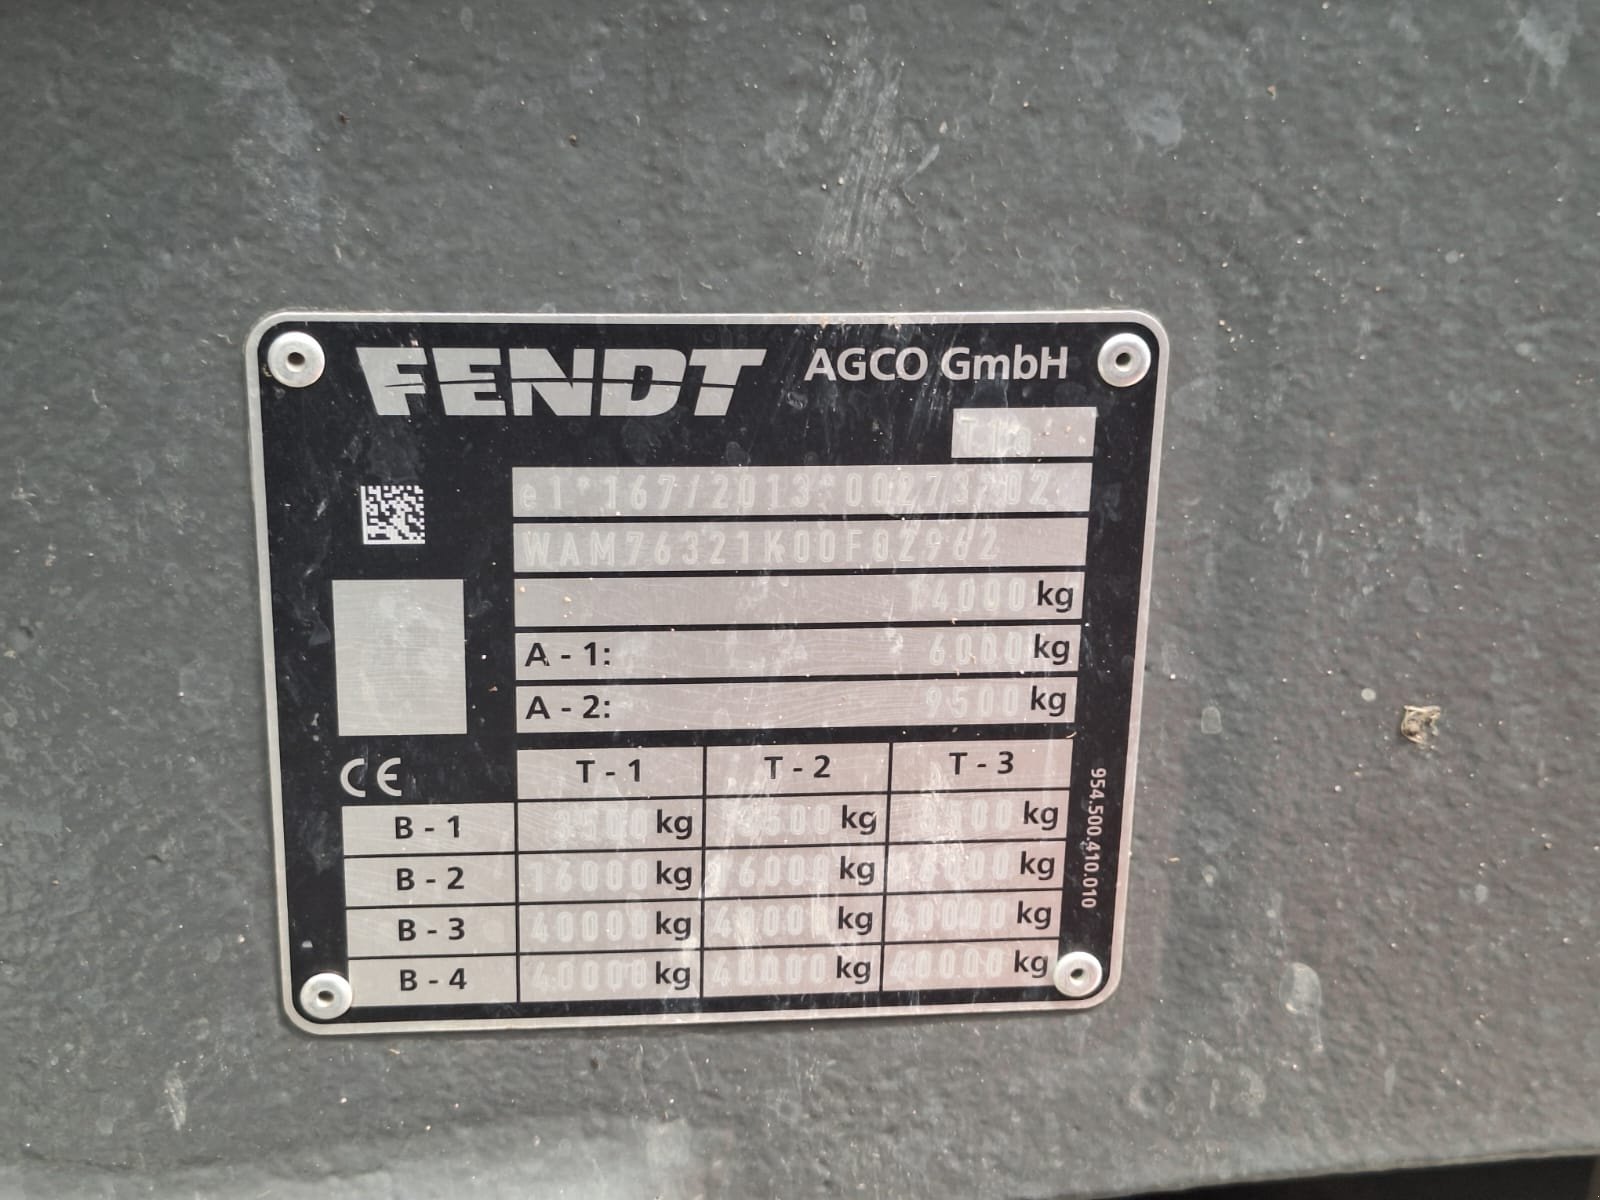 FENDT AGCO GmbH
T1a
e1*167/2013*00973*02
WAM76321K00F02962
14000 kg
A - 1: 6000 kg
A - 2: 9500 kg
CE T - 1 T - 2 T - 3
B - 1 3500 kg 3500 kg 3500 kg
B - 2 16000 kg 16000 kg 16000 kg
B - 3 40000 kg 40000 kg 40000 kg
B - 4 40000 kg 40000 kg 40000 kg
954.500.410.010